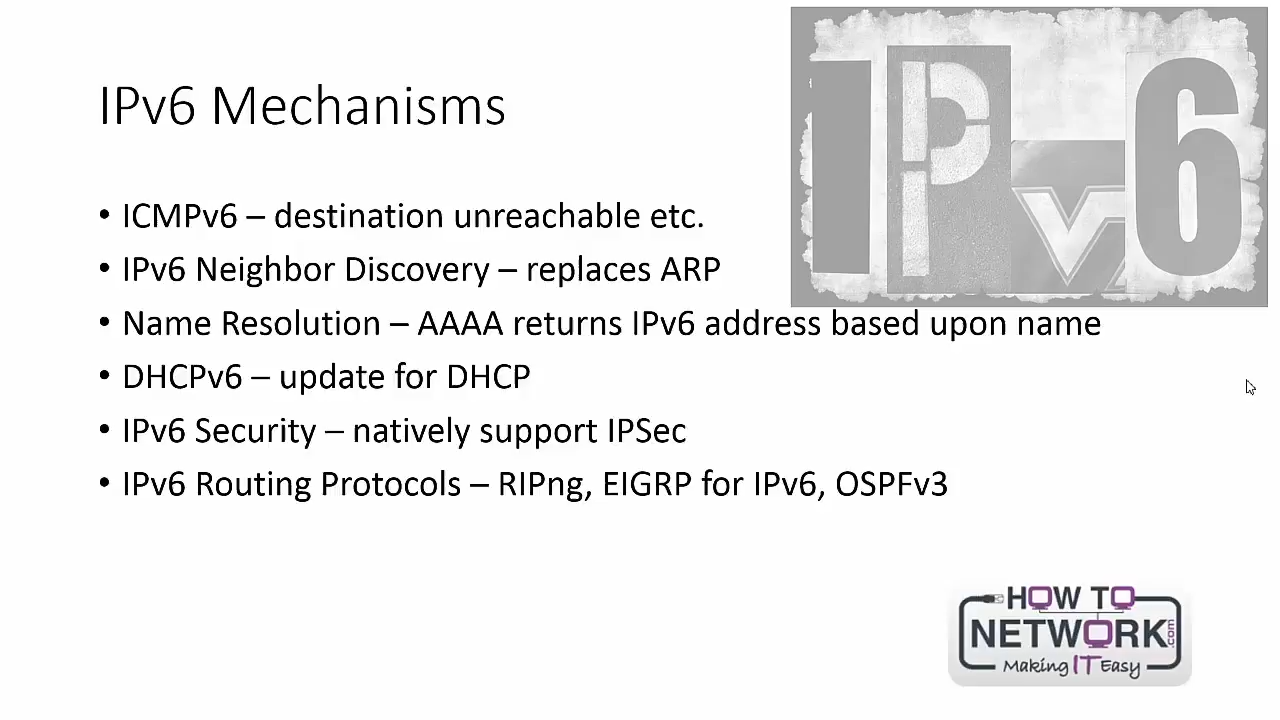 IPv6
IPv6 Mechanisms
• ICMPv6 – destination unreachable etc.
• IPv6 Neighbor Discovery – replaces ARP
• Name Resolution – AAAA returns IPv6 address based upon name
• DHCPv6 – update for DHCP
• IPv6 Security – natively support IPSec
• IPv6 Routing Protocols – RIPng, EIGRP for IPv6, OSPFv3
HOW TO
NETWORK.com
Making IT Easy